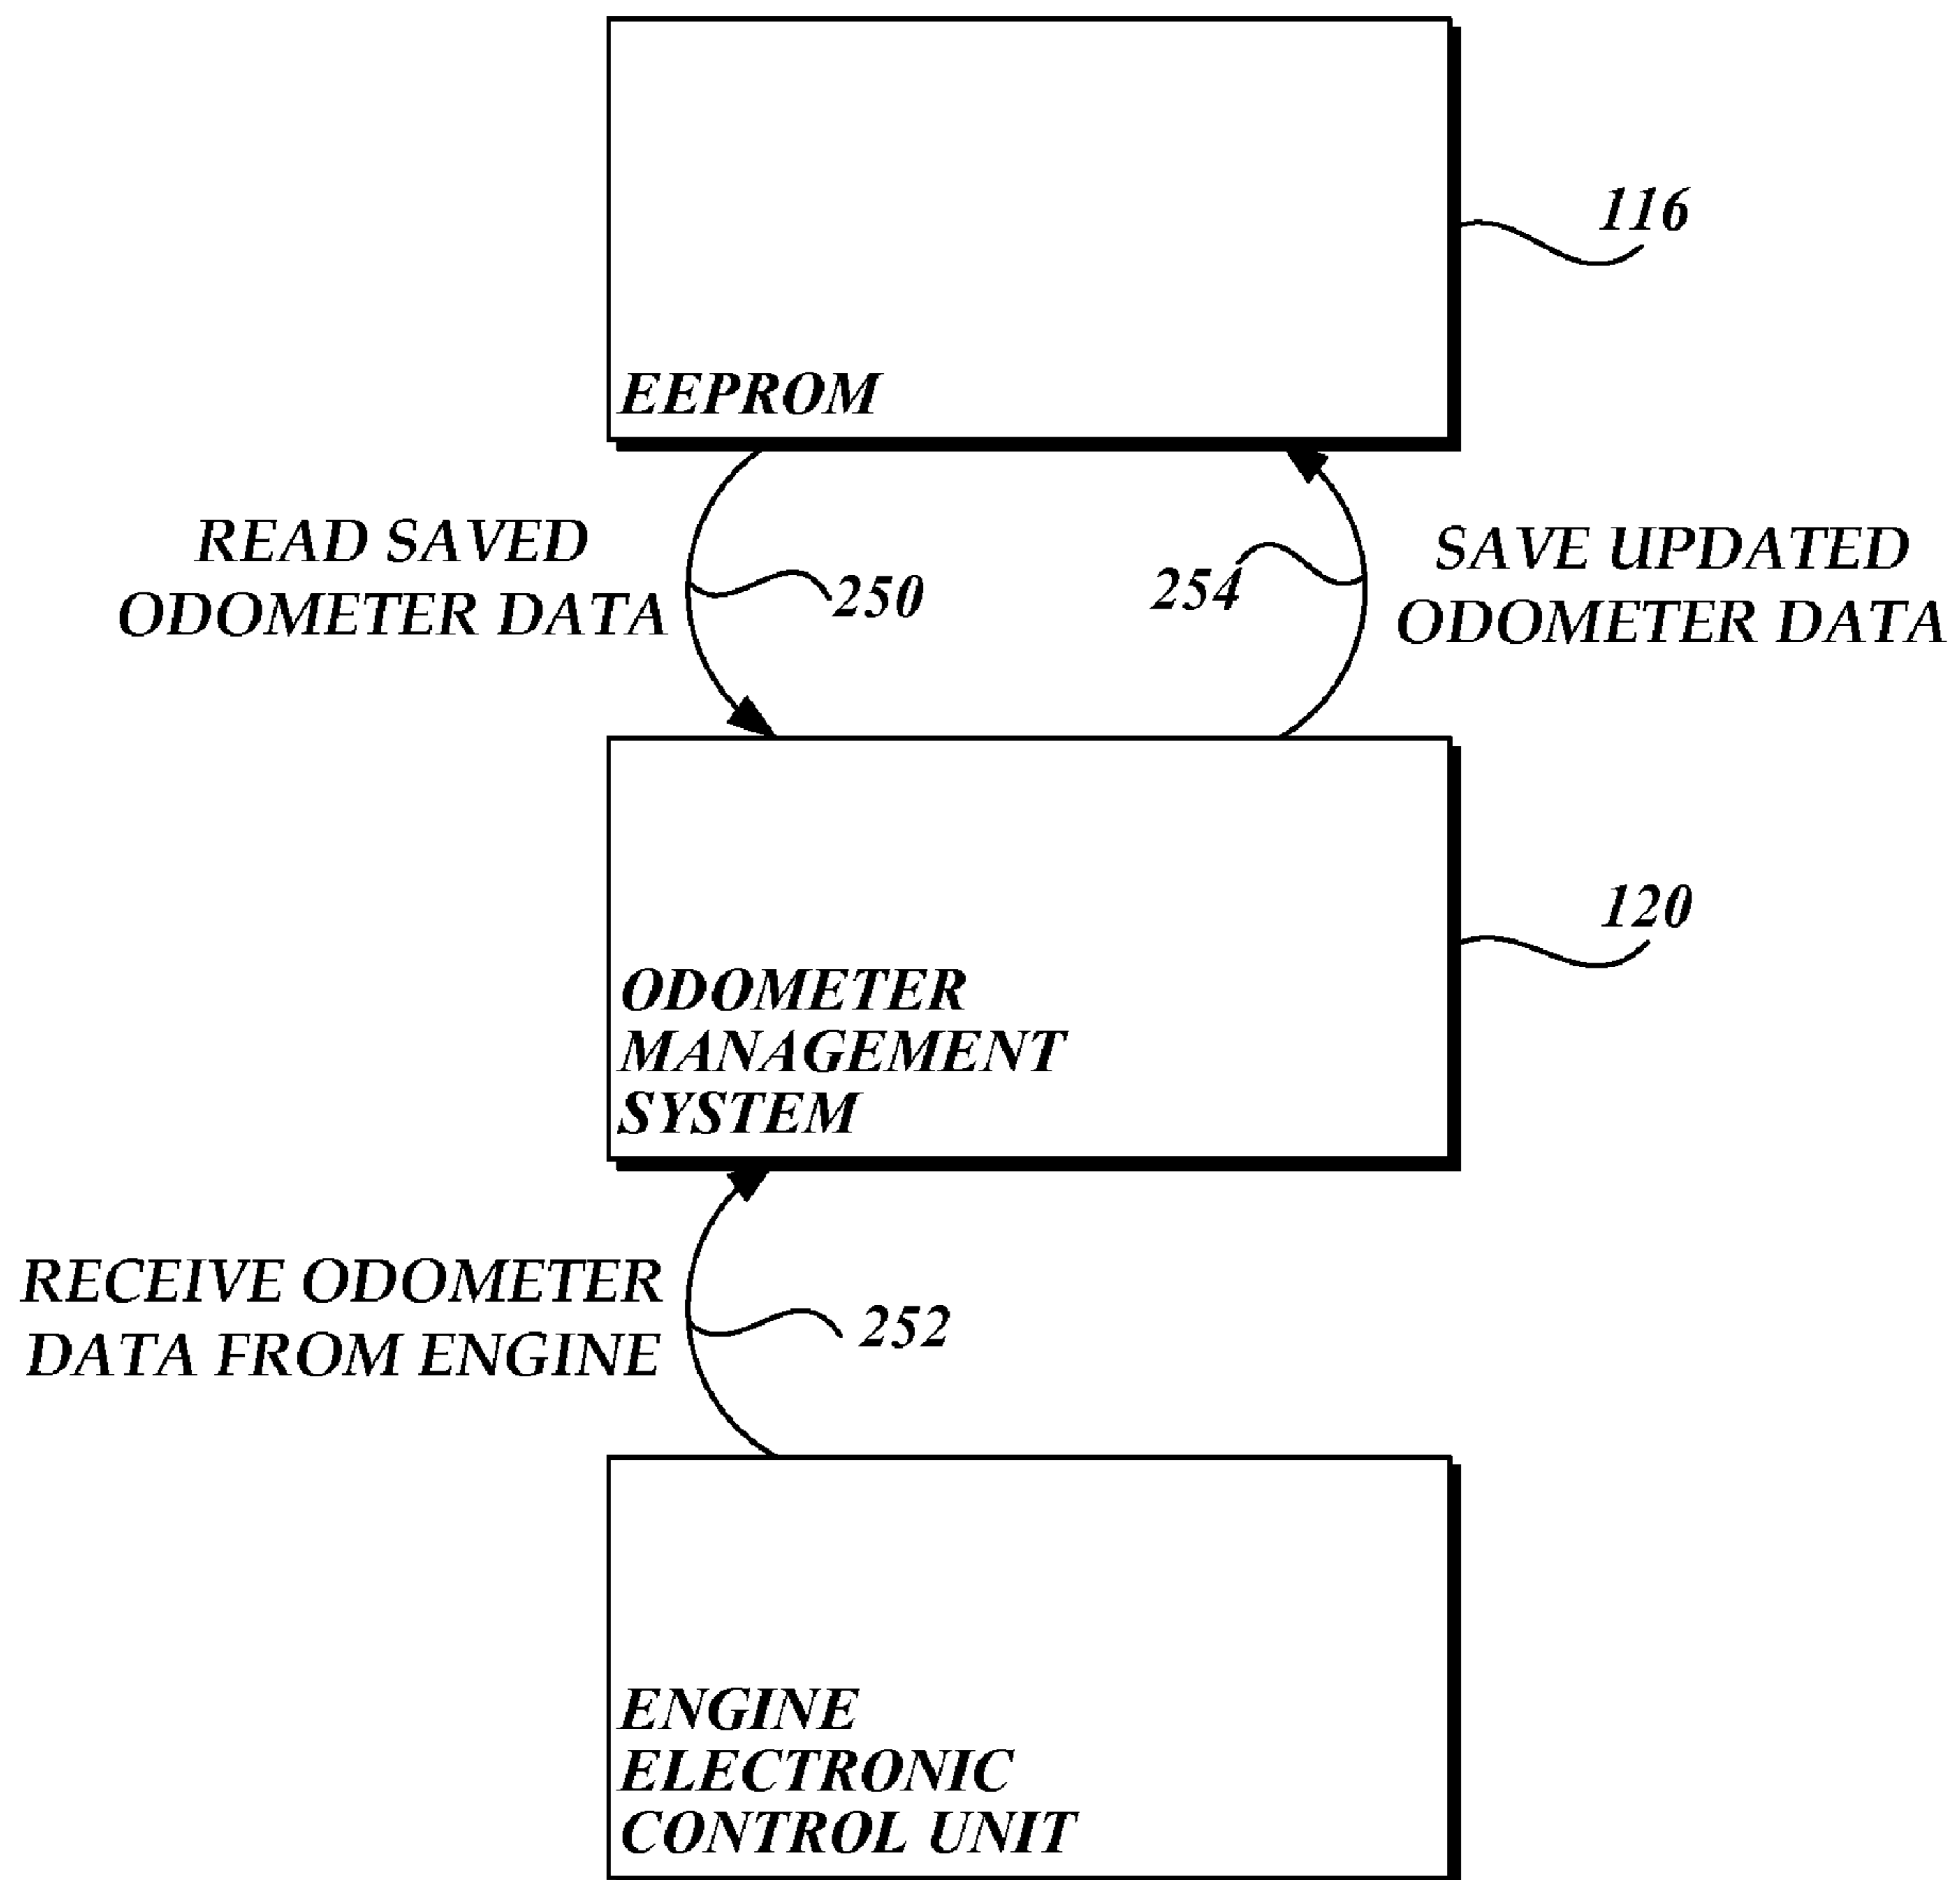 116
EEPROM
READ SAVED
ODOMETER DATA
250
254
SAVE UPDATED
ODOMETER DATA
120
ODOMETER
MANAGEMENT
SYSTEM
RECEIVE ODOMETER
DATA FROM ENGINE
252
ENGINE
ELECTRONIC
CONTROL UNIT